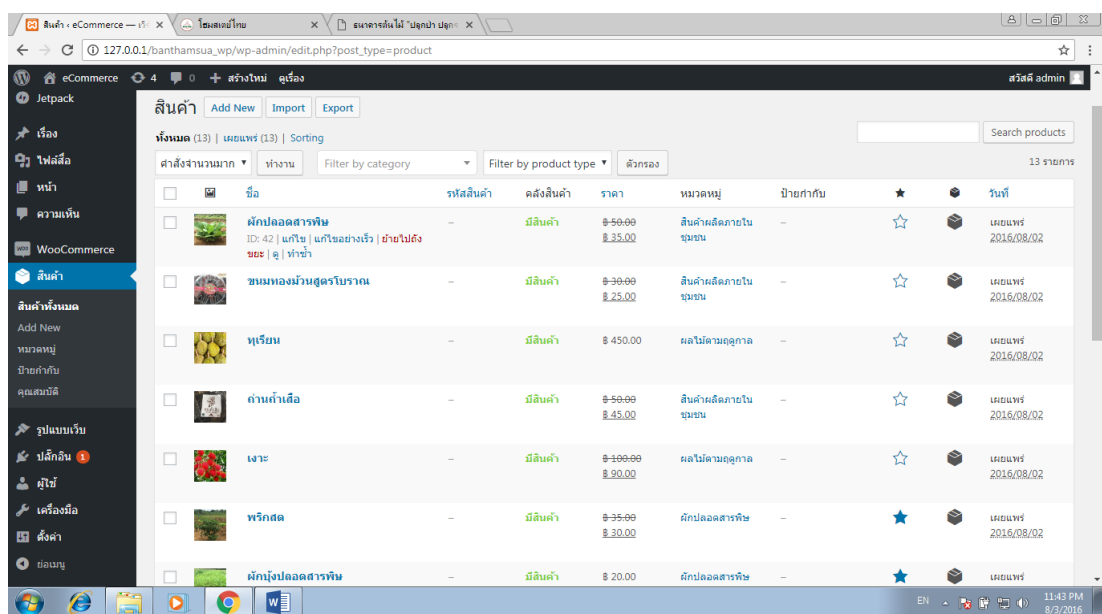 สินค้า ‹ eCommerce — เว็
โฮมสเตย์ไทย
ธนาคารต้นไม้ "ปลูกป่า ปลูก
127.0.0.1/banthamsua_wp/wp-admin/edit.php?post_type=product
eCommerce 4 0 + สร้างใหม่ ดูเรื่อง สวัสดี admin
Jetpack
เรื่อง
ไฟล์สื่อ
หน้า
ความเห็น
WooCommerce
สินค้า
สินค้าทั้งหมด
Add New
หมวดหมู่
ป้ายกำกับ
คุณสมบัติ
รูปแบบเว็บ
ปลั๊กอิน 1
ผู้ใช้
เครื่องมือ
ตั้งค่า
ย่อเมนู
สินค้า Add New Import Export
ทั้งหมด (13) | เผยแพร่ (13) | Sorting
Search products
คำสั่งจำนวนมาก ทำงาน Filter by category Filter by product type ตัวกรอง 13 รายการ
ชื่อ รหัสสินค้า คลังสินค้า ราคา หมวดหมู่ ป้ายกำกับ วันที่
ผักปลอดสารพิษ – มีสินค้า ฿ 50.00 สินค้าผลิตภายใน – เผยแพร่
ID: 42 | แก้ไข | แก้ไขอย่างเร็ว | ย้ายไปถัง ฿ 35.00 ชุมชน 2016/08/02
ขยะ | ดู | ทำซ้ำ
ขนมทองม้วนสูตรโบราณ – มีสินค้า ฿ 30.00 สินค้าผลิตภายใน – เผยแพร่
฿ 25.00 ชุมชน 2016/08/02
ทุเรียน – มีสินค้า ฿ 450.00 ผลไม้ตามฤดูกาล – เผยแพร่
2016/08/02
ถ่านถ้ำเสือ – มีสินค้า ฿ 50.00 สินค้าผลิตภายใน – เผยแพร่
฿ 45.00 ชุมชน 2016/08/02
เงาะ – มีสินค้า ฿ 100.00 ผลไม้ตามฤดูกาล – เผยแพร่
฿ 90.00 2016/08/02
พริกสด – มีสินค้า ฿ 35.00 ผักปลอดสารพิษ – เผยแพร่
฿ 30.00 2016/08/02
ผักบุ้งปลอดสารพิษ – มีสินค้า ฿ 20.00 ผักปลอดสารพิษ – เผยแพร่
EN 11:43 PM
8/3/2016